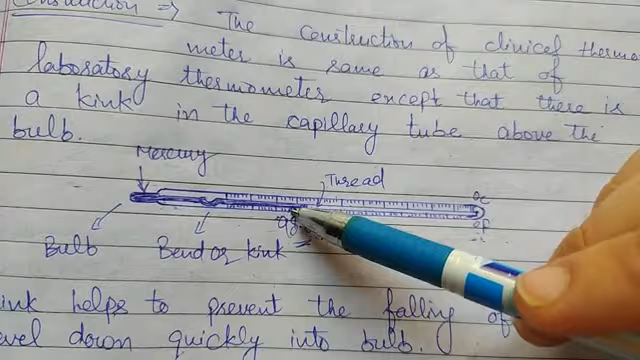 Construction => The Construction of clinical thermo
meter is same as that of
laboratory thermometer except that there is
a kink in the capillary tube above the
bulb.
Mercury
Thread
°C
°F
Bulb
Bend or kink
kink helps to prevent the falling of
level down quickly into bulb.